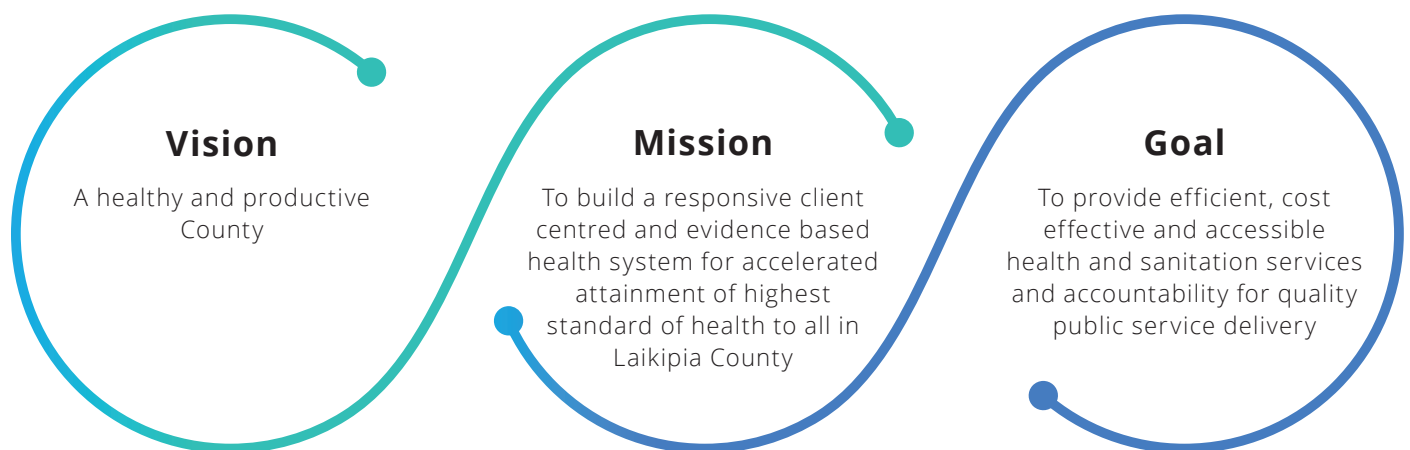 Vision
A healthy and productive
County
Mission
To build a responsive client
centred and evidence based
health system for accelerated
attainment of highest
standard of health to all in
Laikipia County
Goal
To provide efficient, cost
effective and accessible
health and sanitation services
and accountability for quality
public service delivery